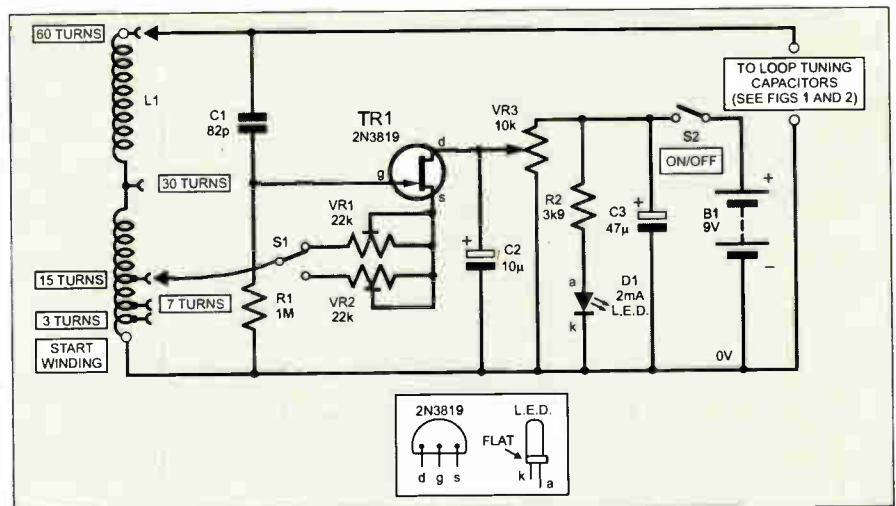 60 TURNS
L1
30 TURNS
15 TURNS
7 TURNS
3 TURNS
START
WINDING
C1
82p
TR1
2N3819
d
g
s
VR1
22k
S1
VR2
22k
R1
1M
+
C2
10µ
VR3
10k
R2
3k9
a
k
D1
2mA
L.E.D.
+
C3
47µ
S2
ON/OFF
+
B1
9V
−
0V
TO LOOP TUNING
CAPACITORS
(SEE FIGS 1 AND 2)
2N3819
d g s
L.E.D.
FLAT
k
a